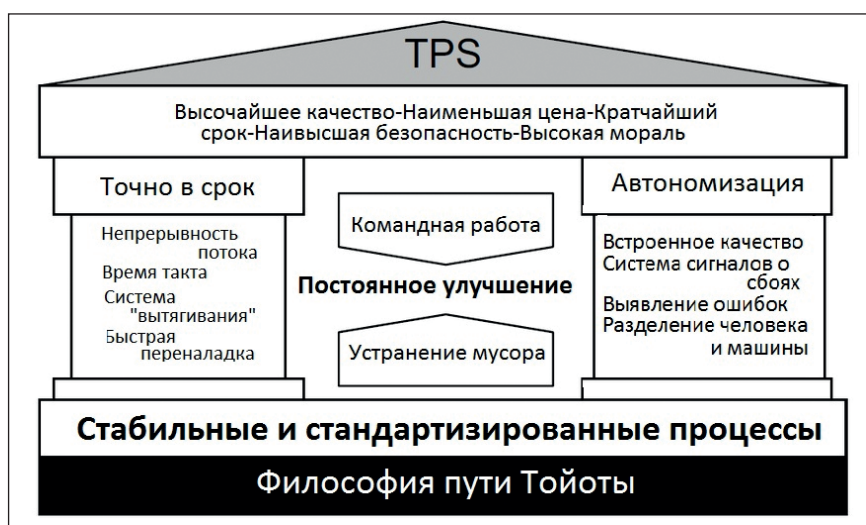 TPS
Высочайшее качество-Наименьшая цена-Кратчайший
срок-Наивысшая безопасность-Высокая мораль
Точно в срок
Непрерывность
потока
Время такта
Система
"вытягивания"
Быстрая
переналадка
Командная работа
Постоянное улучшение
Устранение мусора
Автономизация
Встроенное качество
Система сигналов о
сбоях
Выявление ошибок
Разделение человека
и машины
Стабильные и стандартизированные процессы
Философия пути Тойоты